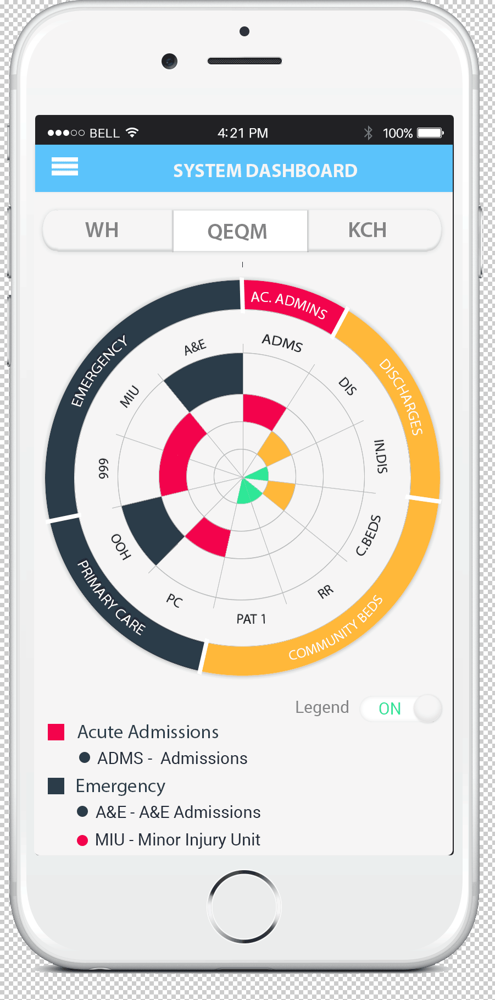 BELL 4:21 PM 100%
SYSTEM DASHBOARD
WH QEQM KCH
AC. ADMINS
DISCHARGES
COMMUNITY BEDS
PRIMARY CARE
EMERGENCY
ADMS
DIS
IN.DIS
C.BEDS
RR
PAT 1
PC
OOH
999
MIU
A&E
Legend ON
Acute Admissions
ADMS - Admissions
Emergency
A&E - A&E Admissions
MIU - Minor Injury Unit